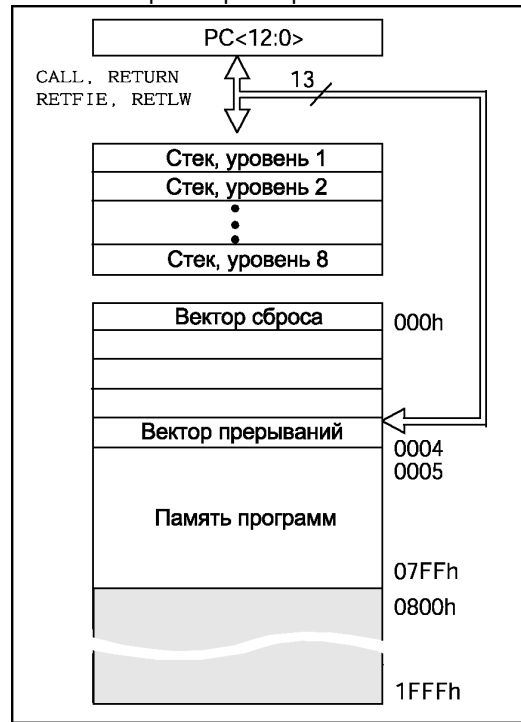 PC<12:0>
CALL, RETURN
RETFIE, RETLW
13
Стек, уровень 1
Стек, уровень 2
Стек, уровень 8
Вектор сброса
000h
Вектор прерываний
0004
0005
Память программ
07FFh
0800h
1FFFh